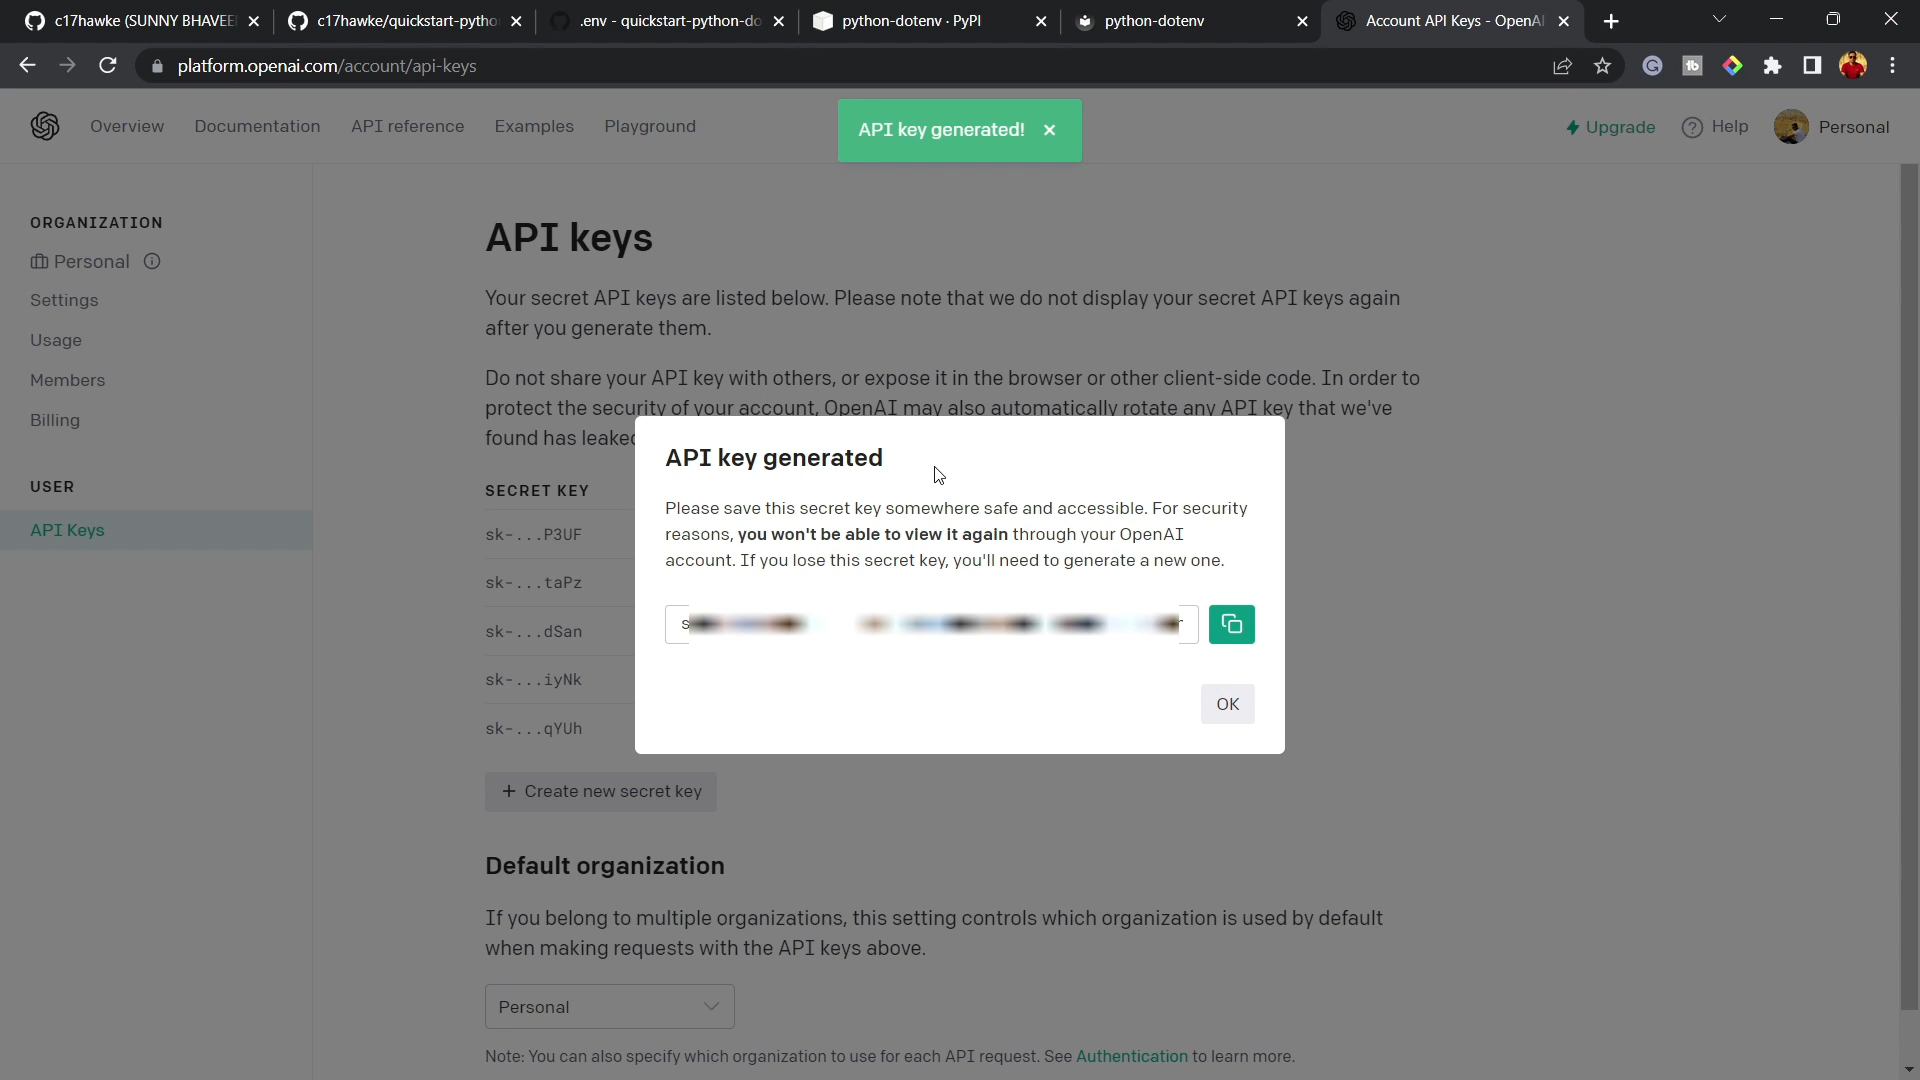 c17hawke (SUNNY BHAVEE
c17hawke/quickstart-pytho
.env - quickstart-python-do
python-dotenv · PyPI
python-dotenv
Account API Keys - OpenAI
platform.openai.com/account/api-keys
Overview
Documentation
API reference
Examples
Playground
API key generated!
Upgrade
Help
Personal
ORGANIZATION
Personal
Settings
Usage
Members
Billing
USER
API Keys
API keys
Your secret API keys are listed below. Please note that we do not display your secret API keys again
after you generate them.
Do not share your API key with others, or expose it in the browser or other client-side code. In order to
protect the security of your account, OpenAI may also automatically rotate any API key that we've
found has leaked
SECRET KEY
sk-...P3UF
sk-...taPz
sk-...dSan
sk-...iyNk
sk-...qYUh
API key generated
Please save this secret key somewhere safe and accessible. For security
reasons, you won't be able to view it again through your OpenAI
account. If you lose this secret key, you'll need to generate a new one.
OK
+ Create new secret key
Default organization
If you belong to multiple organizations, this setting controls which organization is used by default
when making requests with the API keys above.
Personal
Note: You can also specify which organization to use for each API request. See Authentication to learn more.